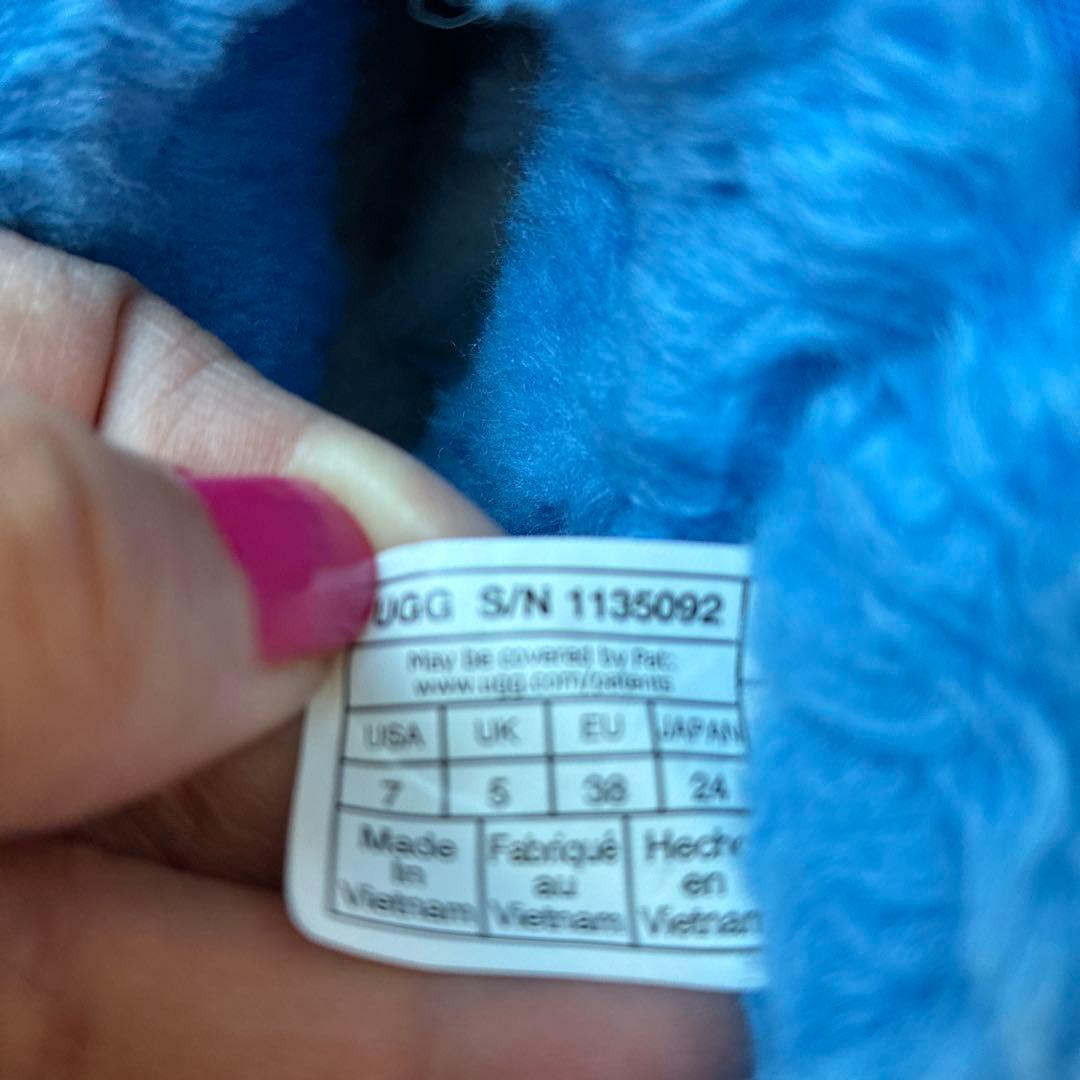 UGG S/N 1135092
May be covered by Pat:
www.ugg.com/patents
USA UK EU JAPAN
7 5 38 24
Made Fabriqué Hech
in au en
Vietnam Vietnam Vietnam